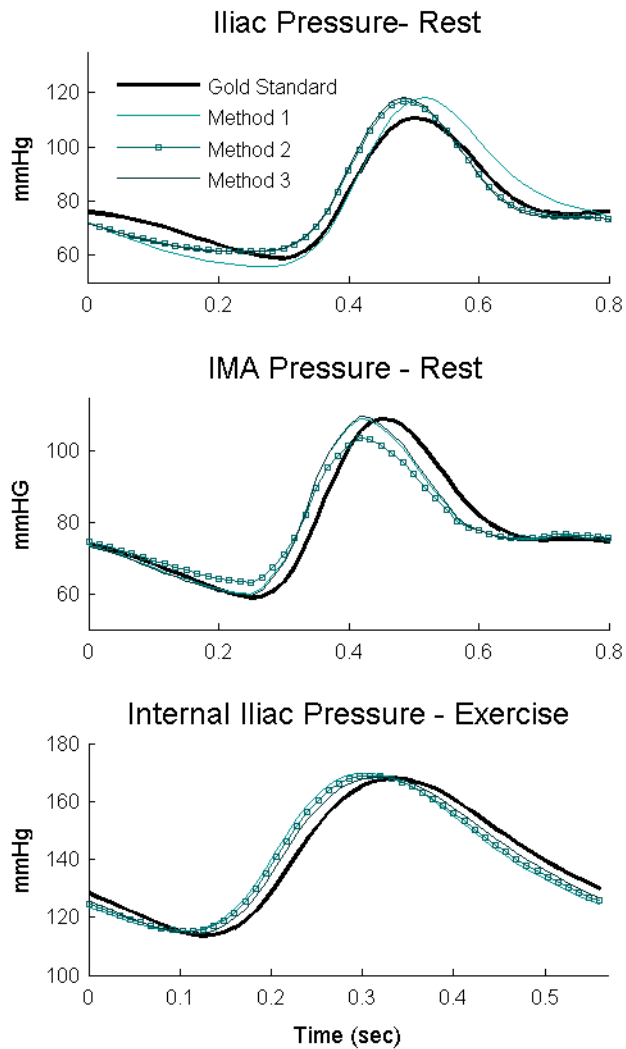 Iliac Pressure- Rest
Gold Standard
Method 1
Method 2
Method 3
mmHg
120
100
80
60
0
0.2
0.4
0.6
0.8
IMA Pressure - Rest
mmHG
100
80
60
0
0.2
0.4
0.6
0.8
Internal Iliac Pressure - Exercise
mmHg
180
160
140
120
100
0
0.1
0.2
0.3
0.4
0.5
Time (sec)